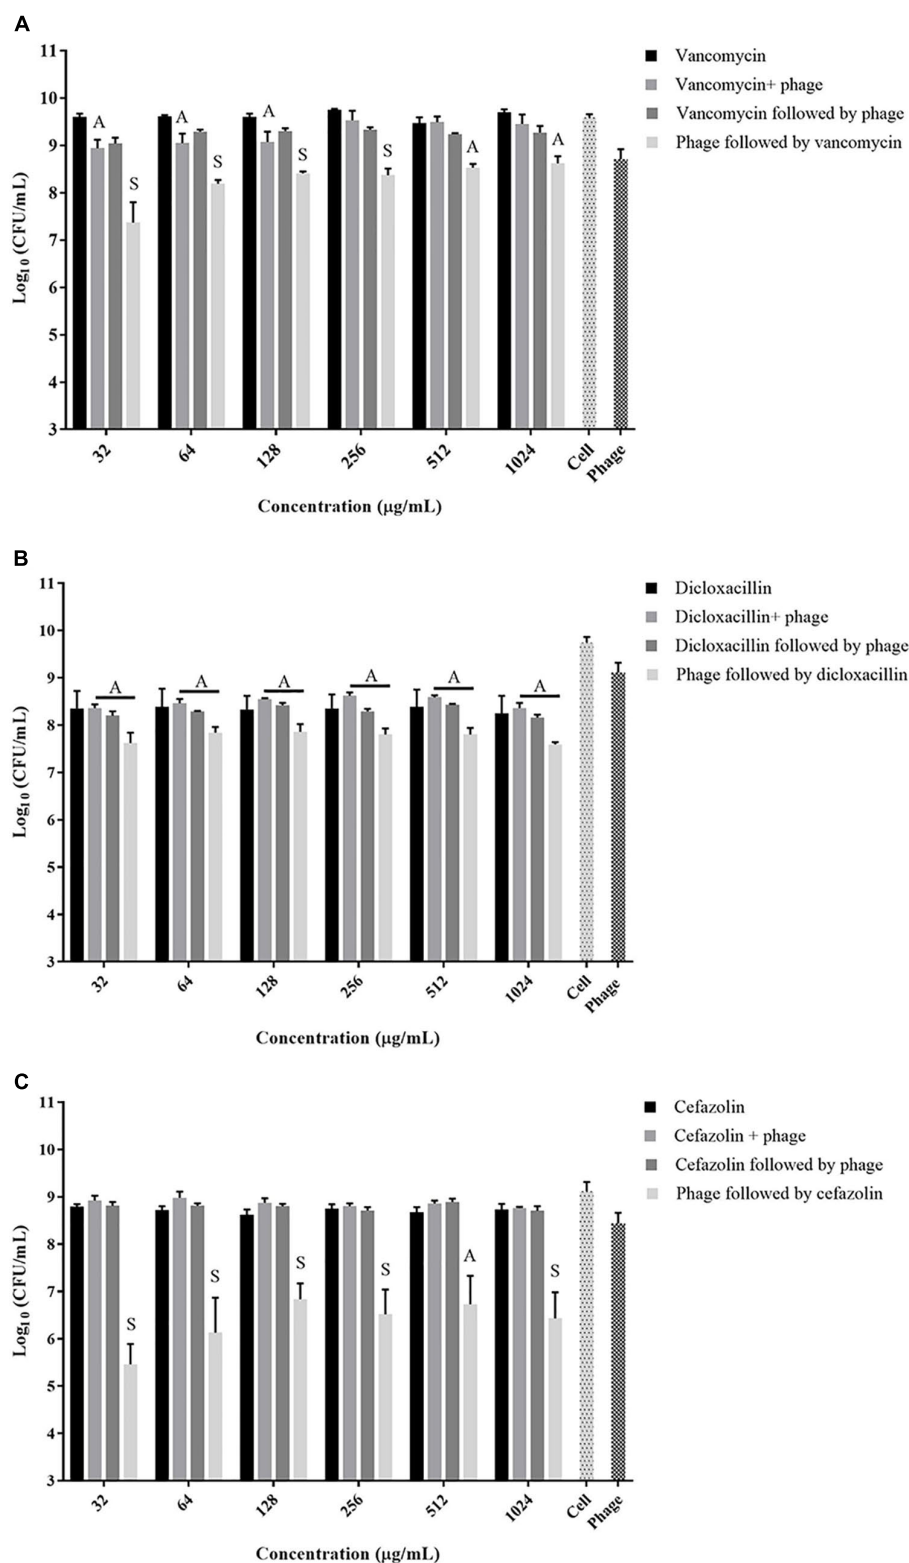 A
Log10 (CFU/mL)
11
10
9
8
7
6
5
4
3
A
S
A
S
A
S
S
A
A
32
64
128
256
512
1024
Cell
Phage
Concentration (μg/mL)
Vancomycin
Vancomycin+ phage
Vancomycin followed by phage
Phage followed by vancomycin
B
Log10 (CFU/mL)
11
10
9
8
7
6
5
4
3
A
A
A
A
A
A
32
64
128
256
512
1024
Cell
Phage
Concentration (μg/mL)
Dicloxacillin
Dicloxacillin+ phage
Dicloxacillin followed by phage
Phage followed by dicloxacillin
C
Log10 (CFU/mL)
11
10
9
8
7
6
5
4
3
S
S
S
S
A
S
32
64
128
256
512
1024
Cell
Phage
Concentration (μg/mL)
Cefazolin
Cefazolin + phage
Cefazolin followed by phage
Phage followed by cefazolin